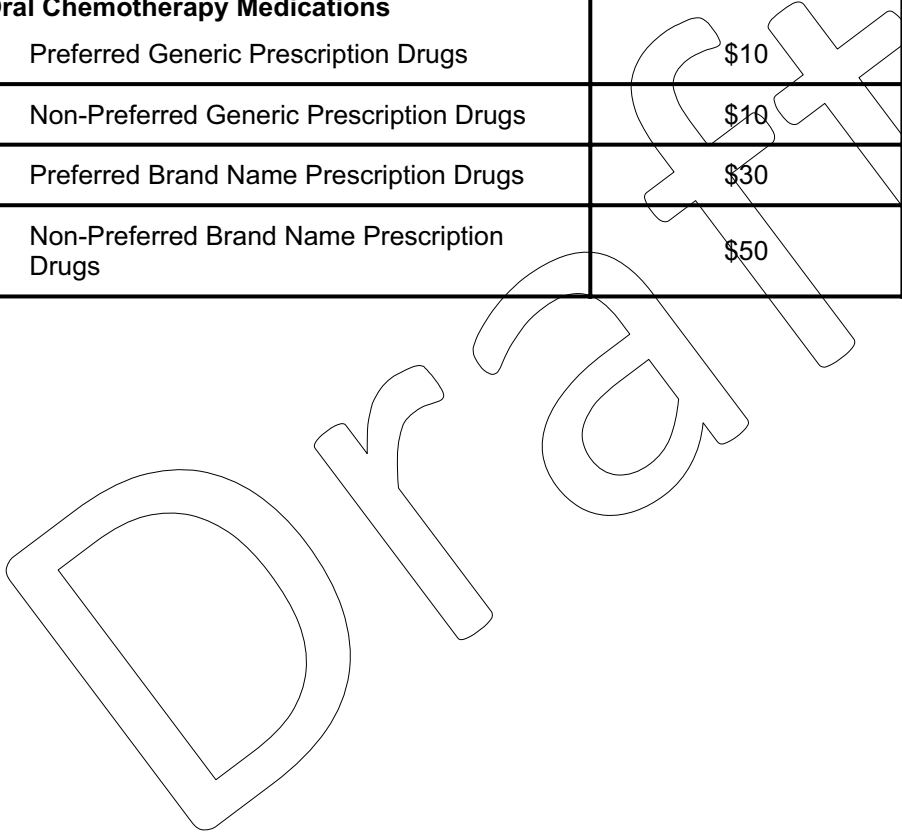 Oral Chemotherapy Medications
Preferred Generic Prescription Drugs $10
Non-Preferred Generic Prescription Drugs $10
Preferred Brand Name Prescription Drugs $30
Non-Preferred Brand Name Prescription
Drugs $50
Draft